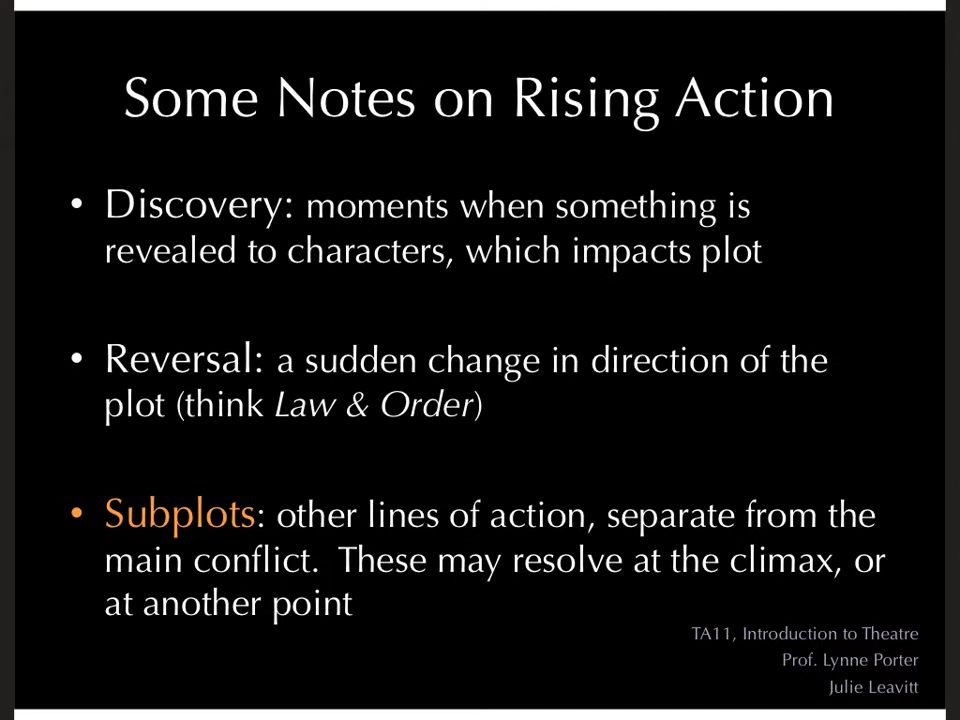 Some Notes on Rising Action
• Discovery: moments when something is
revealed to characters, which impacts plot
• Reversal: a sudden change in direction of the
plot (think Law & Order)
• Subplots: other lines of action, separate from the
main conflict.  These may resolve at the climax, or
at another point
TA11, Introduction to Theatre
Prof. Lynne Porter
Julie Leavitt